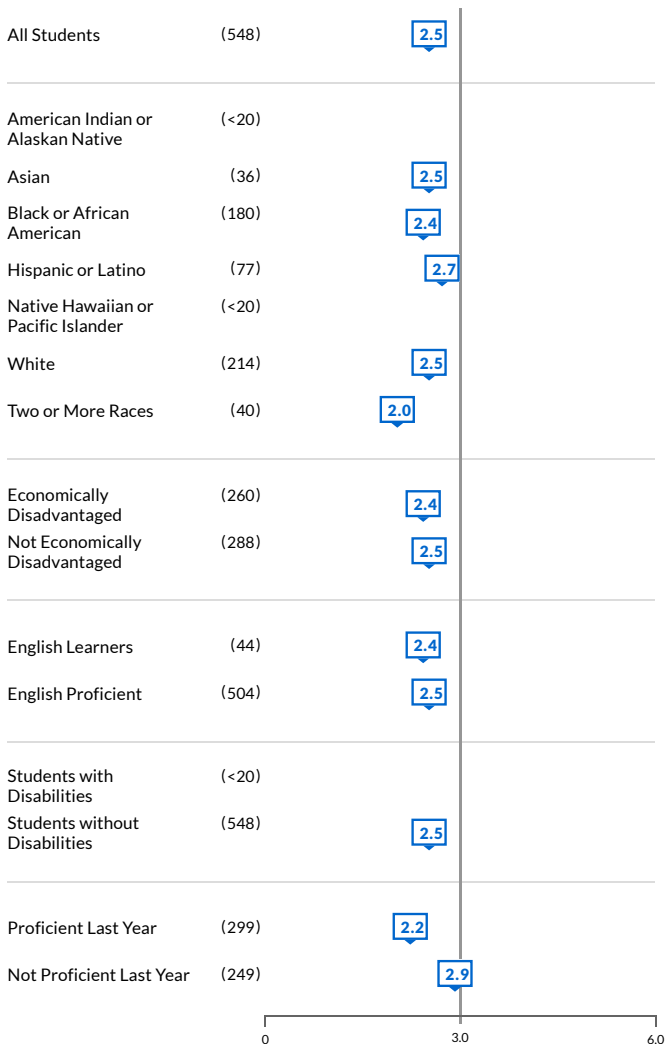 All Students (548) 2.5
American Indian or (<20)
Alaskan Native
Asian (36) 2.5
Black or African (180) 2.4
American
Hispanic or Latino (77) 2.7
Native Hawaiian or (<20)
Pacific Islander
White (214) 2.5
Two or More Races (40) 2.0
Economically (260) 2.4
Disadvantaged
Not Economically (288) 2.5
Disadvantaged
English Learners (44) 2.4
English Proficient (504) 2.5
Students with (<20)
Disabilities
Students without (548) 2.5
Disabilities
Proficient Last Year (299) 2.2
Not Proficient Last Year (249) 2.9
0 3.0 6.0